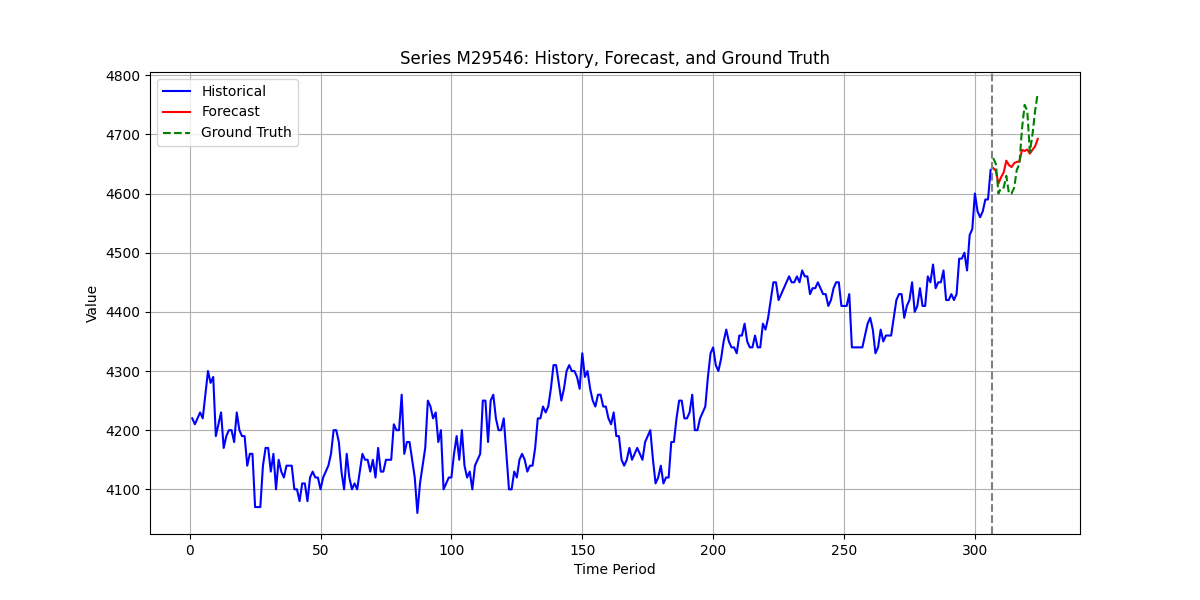 Series M29546: History, Forecast, and Ground Truth
Historical
Forecast
Ground Truth
4800
4700
4600
4500
4400
4300
4200
4100
Value
0 50 100 150 200 250 300
Time Period